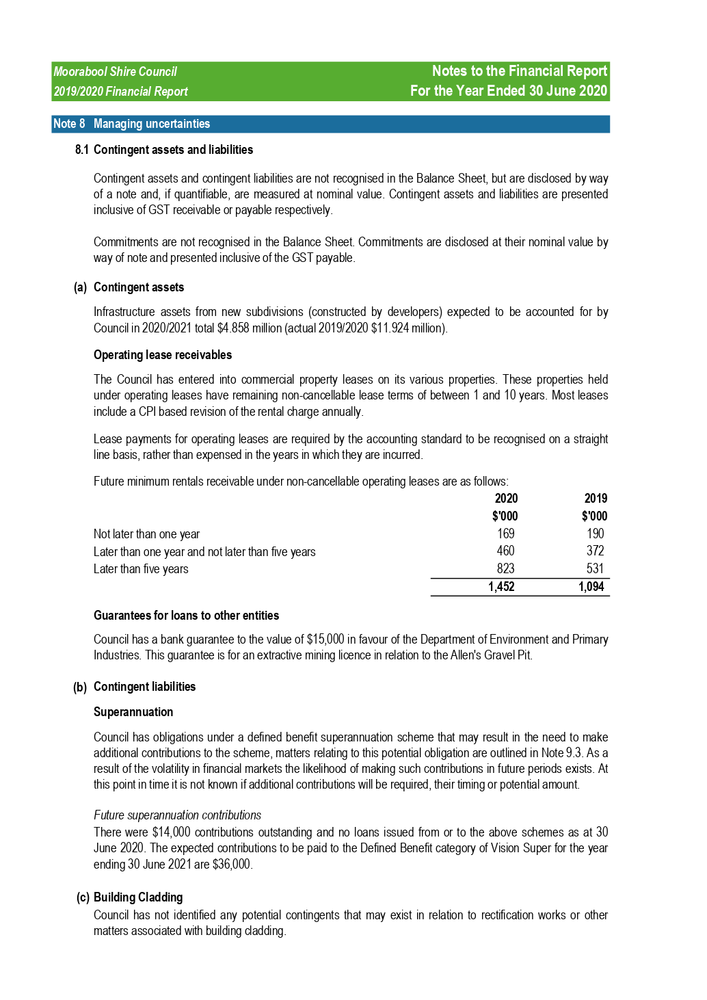 Moorabool Shire Council
Notes to the Financial Report
2019/2020 Financial Report
For the Year Ended 30 June 2020
Note 8 Managing uncertainties
8.1 Contingent assets and liabilities
Contingent assets and contingent liabilities are not recognised in the Balance Sheet, but are disclosed by way
of a note and, if quantifiable, are measured at nominal value. Contingent assets and liabilities are presented
inclusive of GST receivable or payable respectively.
Commitments are not recognised in the Balance Sheet. Commitments are disclosed at their nominal value by
way of note and presented inclusive of the GST payable.
(a) Contingent assets
Infrastructure assets from new subdivisions (constructed by developers) expected to be accounted for by
Council in 2020/2021 total $4.858 million (actual 2019/2020 $11.924 million).
Operating lease receivables
The Council has entered into commercial property leases on its various properties. These properties held
under operating leases have remaining non-cancellable lease terms of between 1 and 10 years. Most leases
include a CPI based revision of the rental charge annually.
Lease payments for operating leases are required by the accounting standard to be recognised on a straight
line basis, rather than expensed in the years in which they are incurred.
Future minimum rentals receivable under non-cancellable operating leases are as follows:
2020 2019
$'000 $'000
Not later than one year 169 190
Later than one year and not later than five years 460 372
Later than five years 823 531
1,452 1,094
Guarantees for loans to other entities
Council has a bank guarantee to the value of $15,000 in favour of the Department of Environment and Primary
Industries. This guarantee is for an extractive mining licence in relation to the Allen's Gravel Pit.
(b) Contingent liabilities
Superannuation
Council has obligations under a defined benefit superannuation scheme that may result in the need to make
additional contributions to the scheme, matters relating to this potential obligation are outlined in Note 9.3. As a
result of the volatility in financial markets the likelihood of making such contributions in future periods exists. At
this point in time it is not known if additional contributions will be required, their timing or potential amount.
Future superannuation contributions
There were $14,000 contributions outstanding and no loans issued from or to the above schemes as at 30
June 2020. The expected contributions to be paid to the Defined Benefit category of Vision Super for the year
ending 30 June 2021 are $36,000.
(c) Building Cladding
Council has not identified any potential contingents that may exist in relation to rectification works or other
matters associated with building cladding.